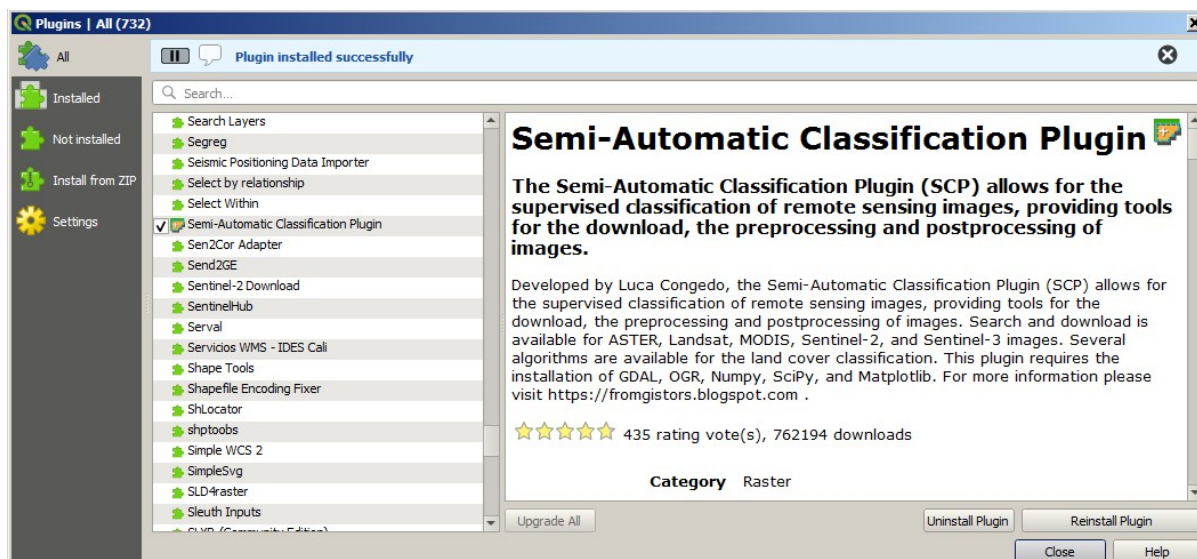 Plugins | All (732)
All
Plugin installed successfully
Installed
Not installed
Install from ZIP
Settings
Search...
Search Layers
Segreg
Seismic Positioning Data Importer
Select by relationship
Select Within
Semi-Automatic Classification Plugin
Sen2Cor Adapter
Send2GE
Sentinel-2 Download
SentinelHub
Serval
Servicios WMS - IDES Cali
Shape Tools
Shapefile Encoding Fixer
ShLocator
shptoobs
Simple WCS 2
SimpleSvg
SLD4raster
Sleuth Inputs
SLYR (Community Edition)
Semi-Automatic Classification Plugin
The Semi-Automatic Classification Plugin (SCP) allows for the
supervised classification of remote sensing images, providing tools
for the download, the preprocessing and postprocessing of
images.
Developed by Luca Congedo, the Semi-Automatic Classification Plugin (SCP) allows for
the supervised classification of remote sensing images, providing tools for the
download, the preprocessing and postprocessing of images. Search and download is
available for ASTER, Landsat, MODIS, Sentinel-2, and Sentinel-3 images. Several
algorithms are available for the land cover classification. This plugin requires the
installation of GDAL, OGR, Numpy, SciPy, and Matplotlib. For more information please
visit https://fromgistors.blogspot.com .
435 rating vote(s), 762194 downloads
Category Raster
Upgrade All
Uninstall Plugin
Reinstall Plugin
Close
Help